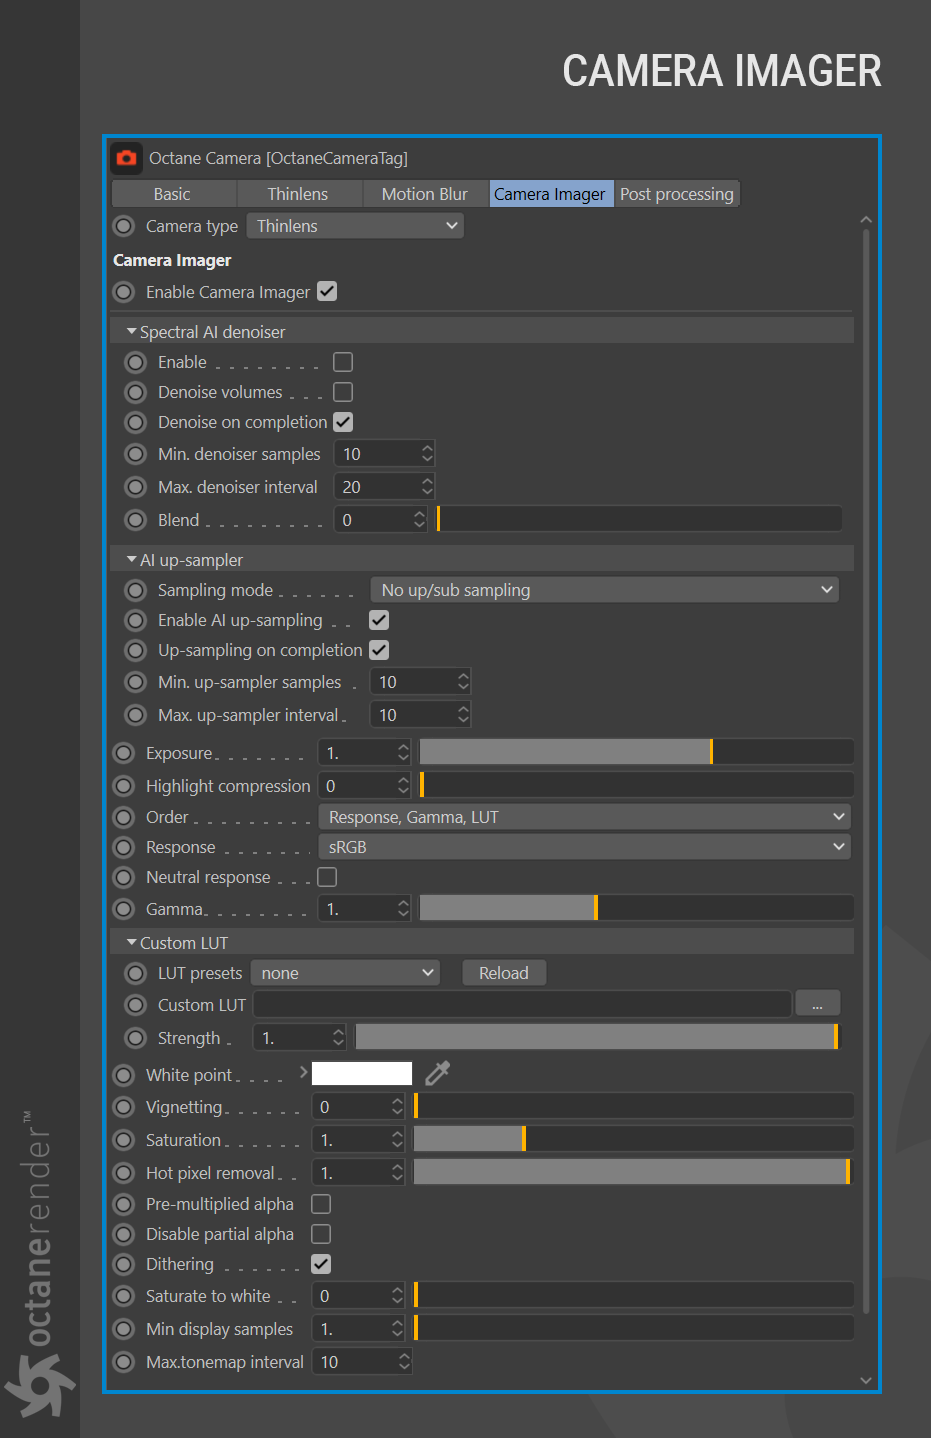 CAMERA IMAGER
Octane Camera [OctaneCameraTag]
Basic Thinlens Motion Blur Camera Imager Post processing
Camera type Thinlens
Camera Imager
Enable Camera Imager
Spectral AI denoiser
Enable
Denoise volumes
Denoise on completion
Min. denoiser samples 10
Max. denoiser interval 20
Blend 0
AI up-sampler
Sampling mode No up/sub sampling
Enable AI up-sampling
Up-sampling on completion
Min. up-sampler samples 10
Max. up-sampler interval 10
Exposure 1.
Highlight compression 0
Order Response, Gamma, LUT
Response sRGB
Neutral response
Gamma 1.
Custom LUT
LUT presets none Reload
Custom LUT ...
Strength 1.
White point
Vignetting 0
Saturation 1.
Hot pixel removal 1.
Pre-multiplied alpha
Disable partial alpha
Dithering
Saturate to white 0
Min display samples 1.
Max.tonemap interval 10
octanerender™